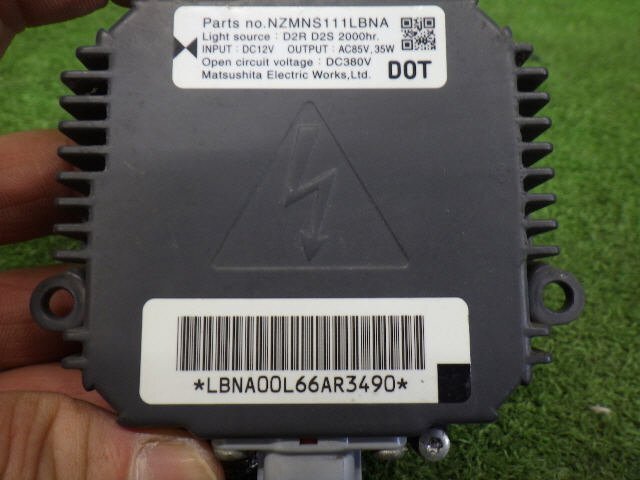 Parts no.NZMNS111LBNA
Light source : D2R D2S 2000hr.
INPUT : DC12V OUTPUT : AC85V,35W
Open circuit voltage : DC380V
Matsushita Electric Works,Ltd. DOT
*LBNA00L66AR3490*